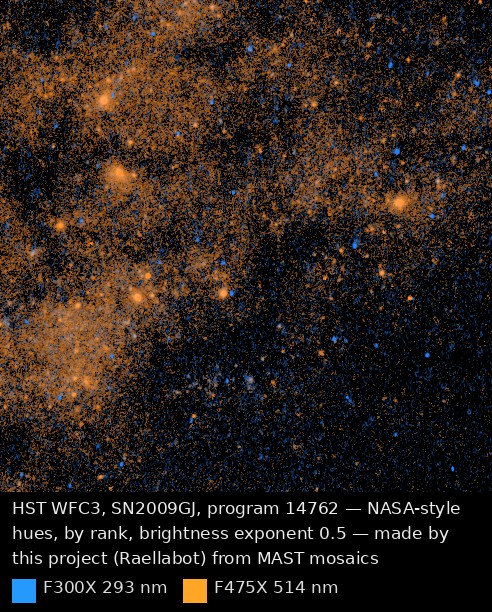 HST WFC3, SN2009GJ, program 14762 — NASA-style
hues, by rank, brightness exponent 0.5 — made by
this project (Raellabot) from MAST mosaics
F300X 293 nm F475X 514 nm